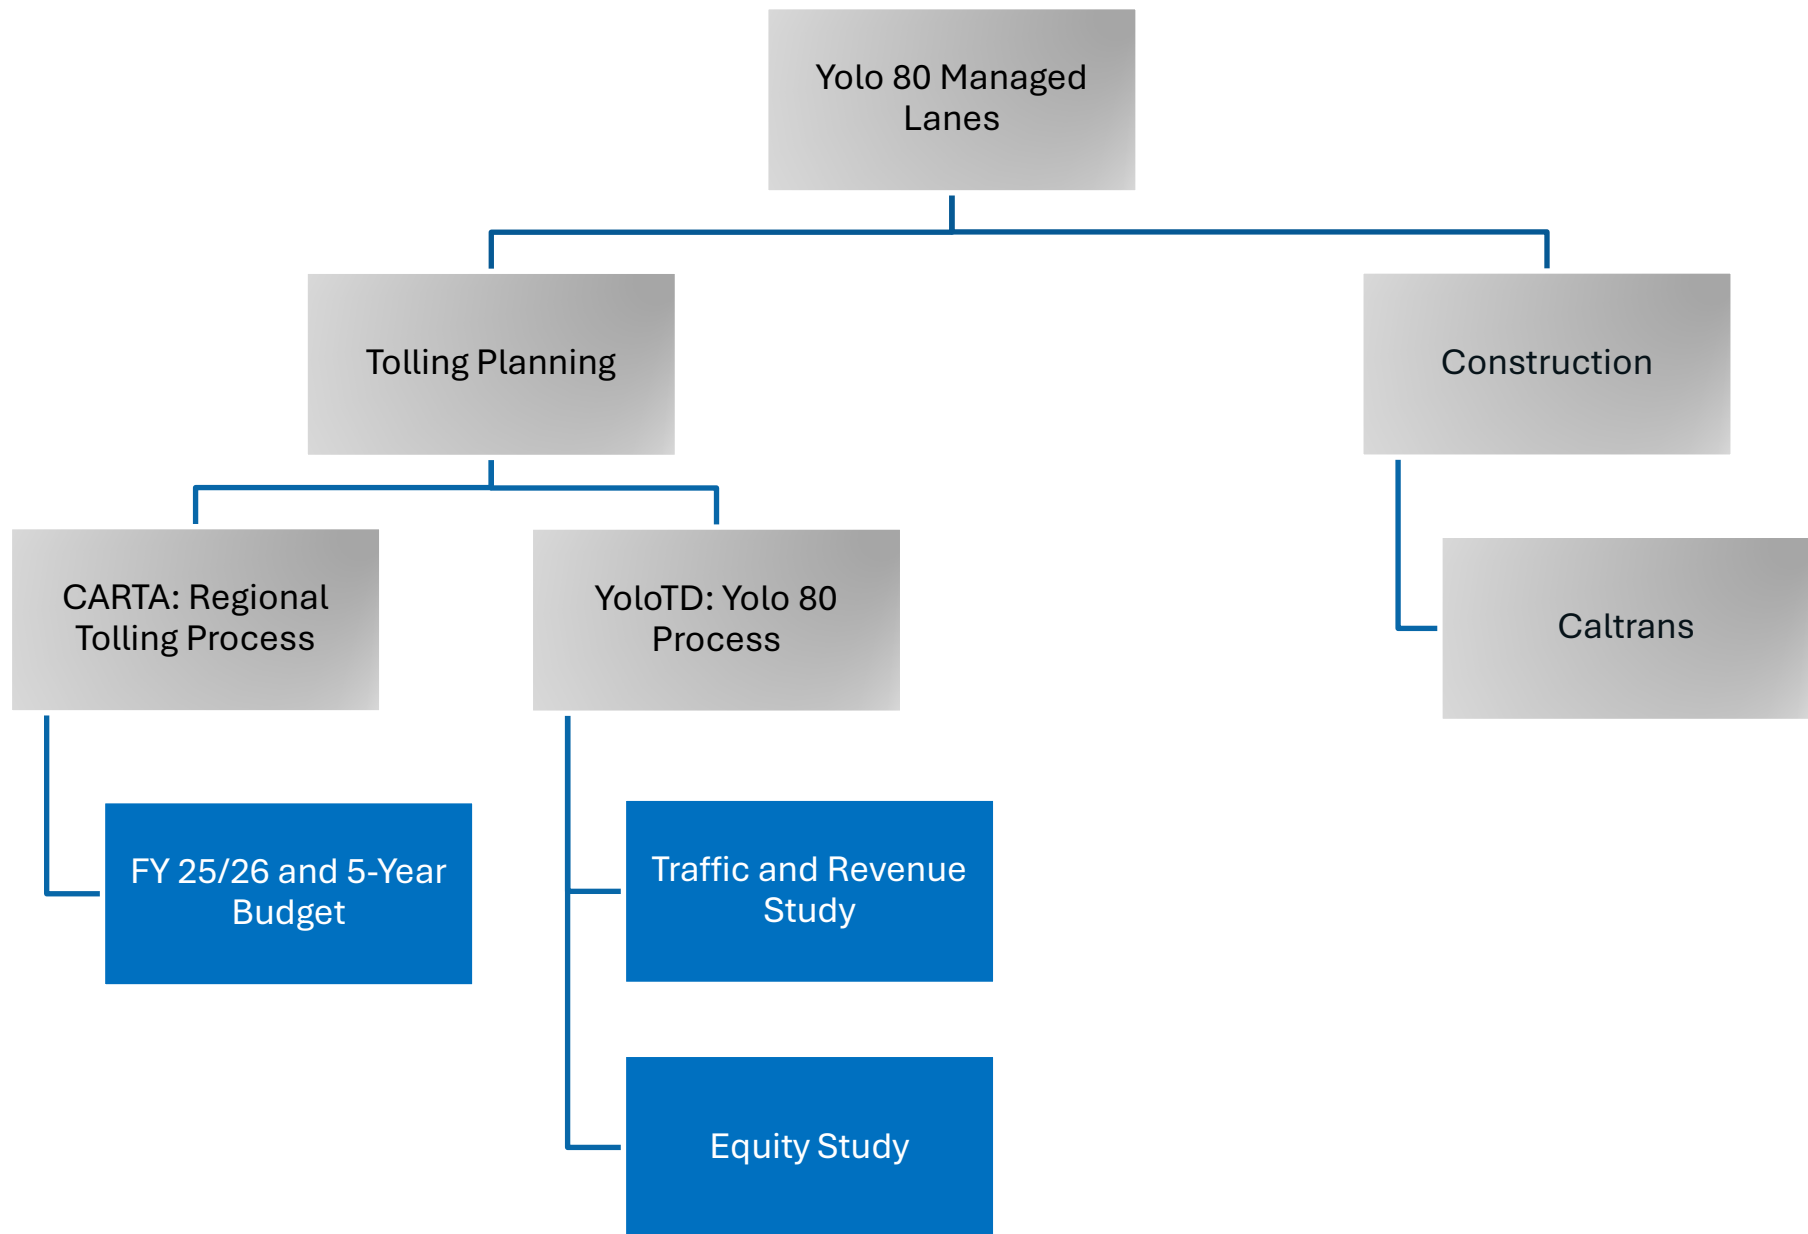 Yolo 80 Managed
Lanes
Tolling Planning
Construction
CARTA: Regional
Tolling Process
YoloTD: Yolo 80
Process
Caltrans
FY 25/26 and 5-Year
Budget
Traffic and Revenue
Study
Equity Study